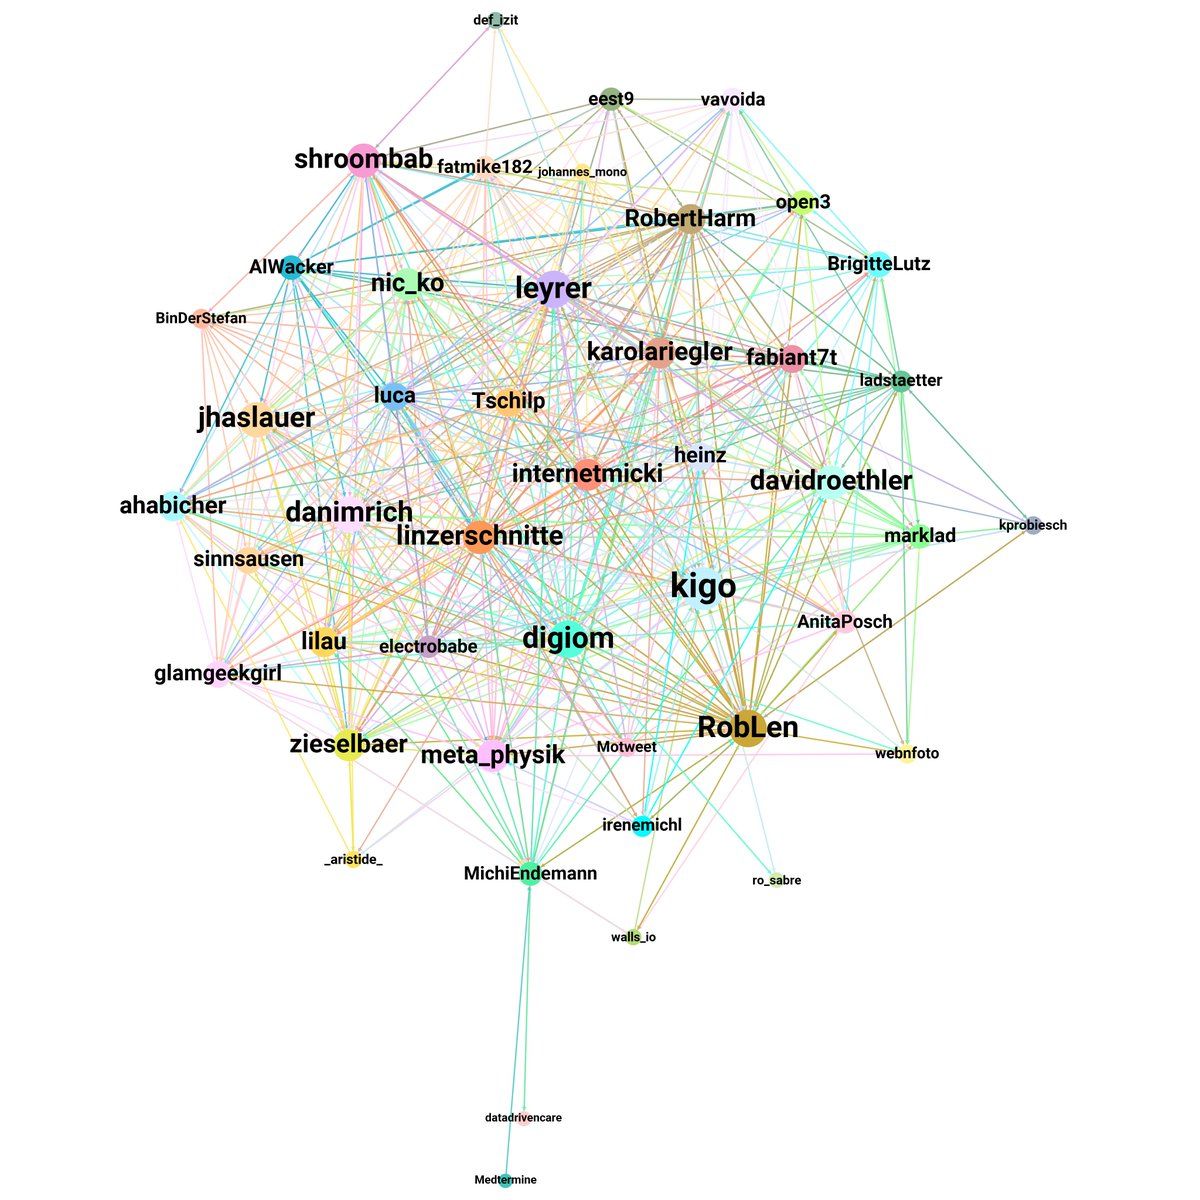 def_izit
eest9
vavoida
shroombab
fatmike182
johannes_mono
open3
RobertHarm
AlWacker
BrigitteLutz
nic_ko
leyrer
BinDerStefan
karolariegler
fabiant7t
ladstaetter
luca
Tschilp
jhaslauer
heinz
internetmicki
davidroethler
ahabicher
danimrich
kprobiesch
linzerschnitte
marklad
sinnsausen
kigo
AnitaPosch
lilau
electrobabe
digiom
glamgeekgirl
RobLen
zieselbaer
meta_physik
Motweet
webnfoto
irenemichl
_aristide_
MichiEndemann
ro_sabre
walls_io
datadrivencare
Medtermine